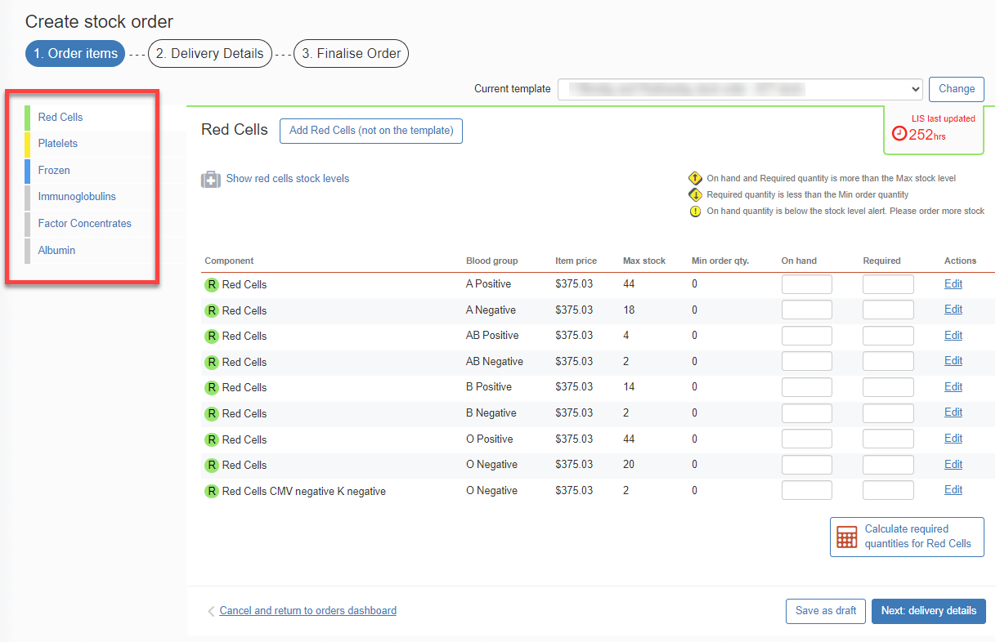 Create stock order
1. Order items --- 2. Delivery Details --- 3. Finalise Order
Current template
Change
Red Cells
Platelets
Frozen
Immunoglobulins
Factor Concentrates
Albumin
Red Cells Add Red Cells (not on the template)
LIS last updated
252hrs
Show red cells stock levels
On hand and Required quantity is more than the Max stock level
Required quantity is less than the Min order quantity
On hand quantity is below the stock level alert. Please order more stock
Component Blood group Item price Max stock Min order qty. On hand Required Actions
R Red Cells A Positive $375.03 44 0 Edit
R Red Cells A Negative $375.03 18 0 Edit
R Red Cells AB Positive $375.03 4 0 Edit
R Red Cells AB Negative $375.03 2 0 Edit
R Red Cells B Positive $375.03 14 0 Edit
R Red Cells B Negative $375.03 2 0 Edit
R Red Cells O Positive $375.03 44 0 Edit
R Red Cells O Negative $375.03 20 0 Edit
R Red Cells CMV negative K negative O Negative $375.03 2 0 Edit
Calculate required
quantities for Red Cells
Cancel and return to orders dashboard
Save as draft
Next: delivery details